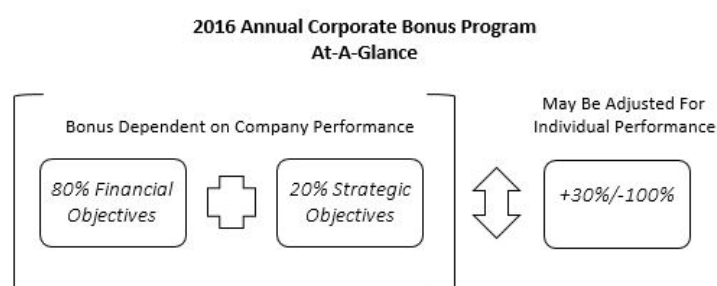 2016 Annual Corporate Bonus Program
At-A-Glance
Bonus Dependent on Company Performance
May Be Adjusted For
Individual Performance
80% Financial
Objectives
20% Strategic
Objectives
+30%/-100%